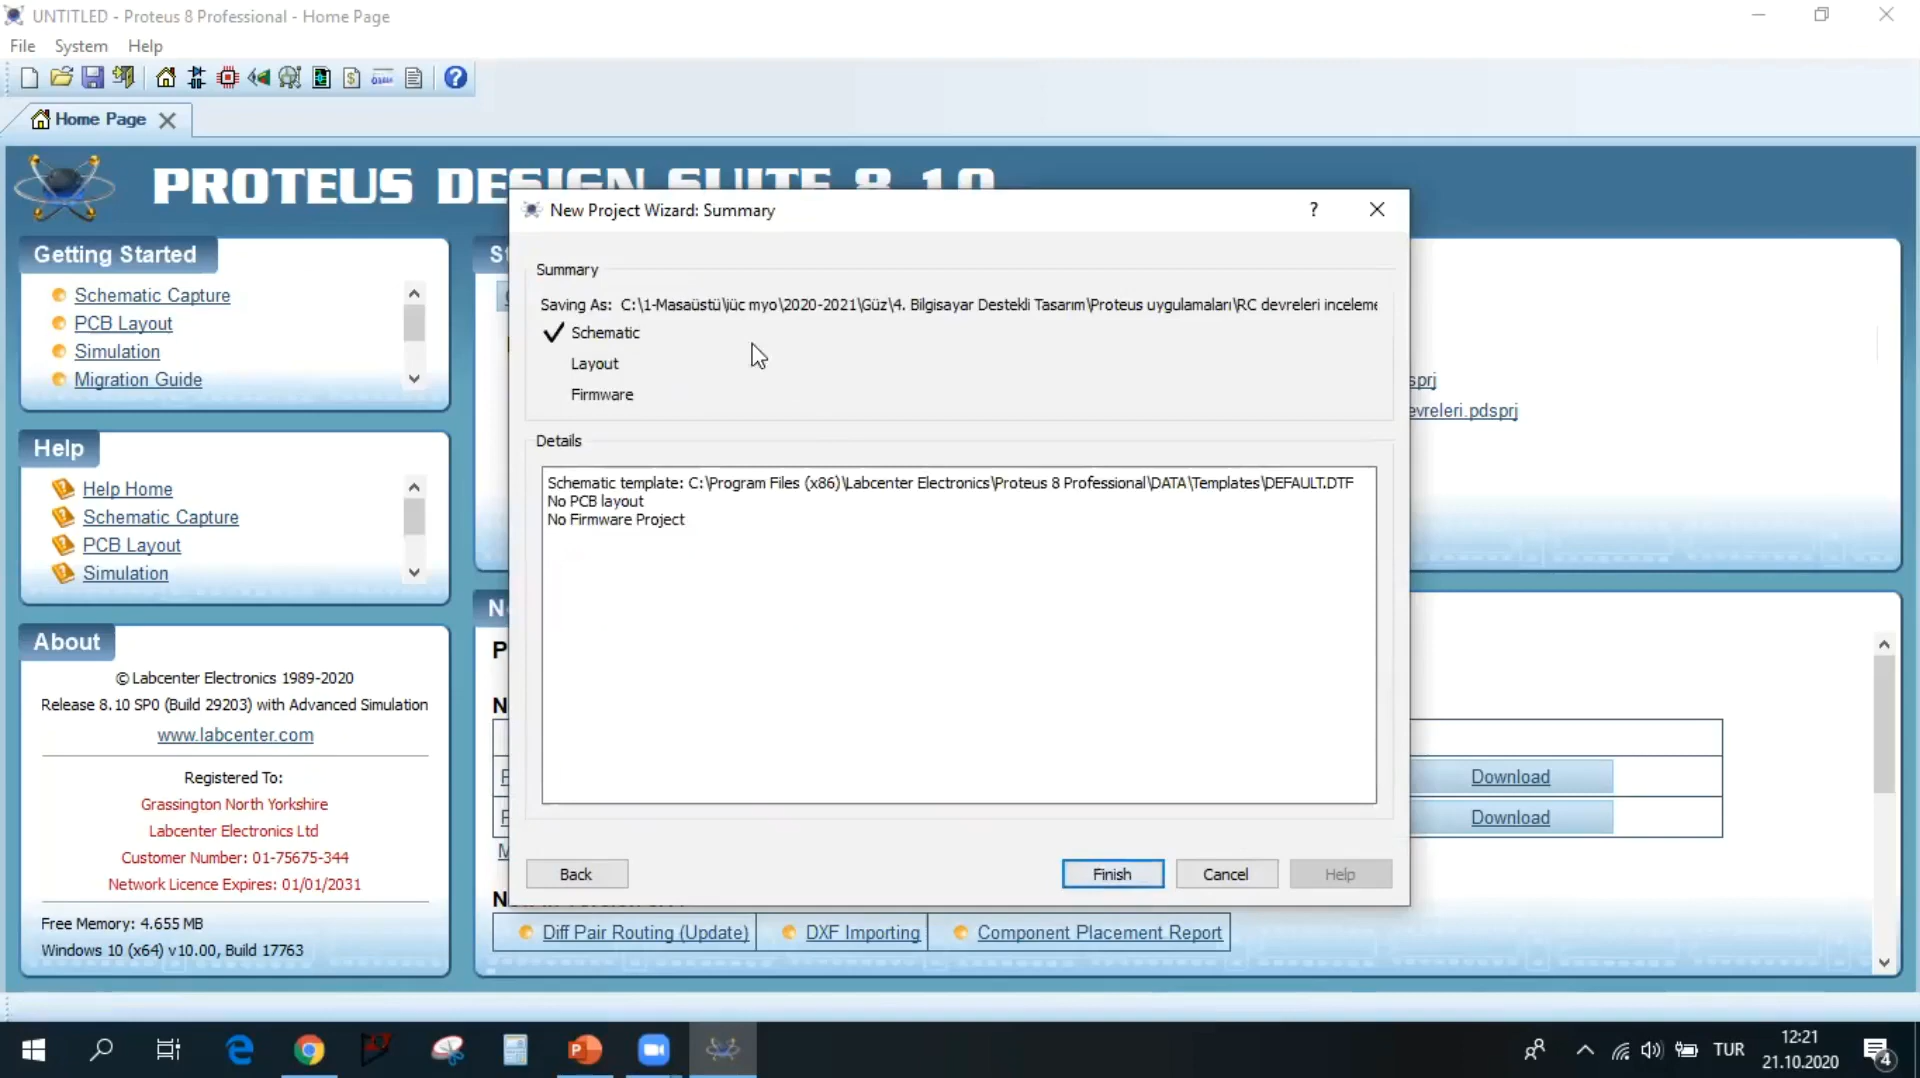 UNTITLED - Proteus 8 Professional - Home Page
File System Help
Home Page
PROTEUS DESIGN SUITE 8.10
Getting Started
Schematic Capture
PCB Layout
Simulation
Migration Guide
Help
Help Home
Schematic Capture
PCB Layout
Simulation
About
© Labcenter Electronics 1989-2020
Release 8.10 SP0 (Build 29203) with Advanced Simulation
www.labcenter.com
Registered To:
Grassington North Yorkshire
Labcenter Electronics Ltd
Customer Number: 01-75675-344
Network Licence Expires: 01/01/2031
Free Memory: 4.655 MB
Windows 10 (x64) v10.00, Build 17763
New Project Wizard: Summary
Summary
Saving As: C:\1-Masaüstü\iüc myo\2020-2021\Güz\4. Bilgisayar Destekli Tasarım\Proteus uygulamaları\RC devreleri inceleme
Schematic
Layout
Firmware
Details
Schematic template: C:\Program Files (x86)\Labcenter Electronics\Proteus 8 Professional\DATA\Templates\DEFAULT.DTF
No PCB layout
No Firmware Project
Back Finish Cancel Help
sprj
evreleri.pdsprj
Download
Download
Diff Pair Routing (Update) DXF Importing Component Placement Report
TUR
12:21
21.10.2020
4